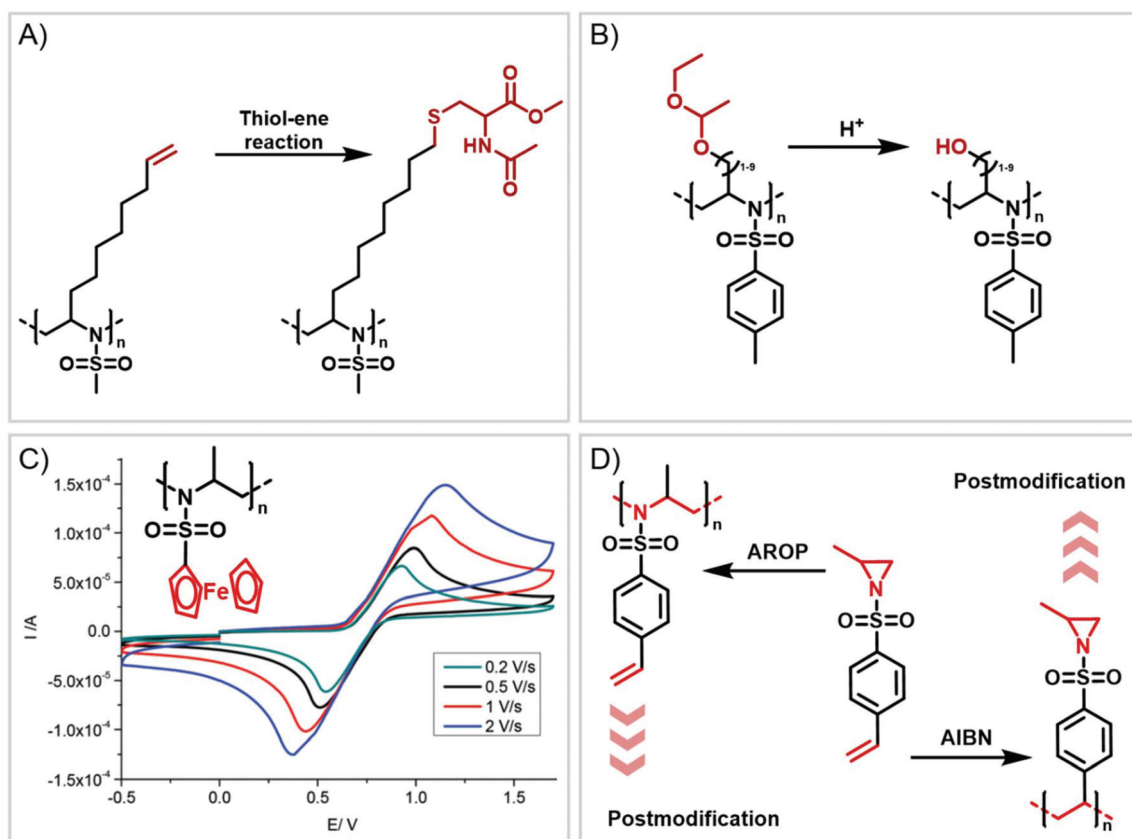 A)
Thiol-ene
reaction
S
O
O
HN
O
N
n
O=S=O
N
n
O=S=O
B)
O
O
1-9
H⁺
HO
1-9
N
n
O=S=O
N
n
O=S=O
C)
N
n
O=S=O
Fe
1.5x10⁻⁴
1.0x10⁻⁴
5.0x10⁻⁵
0.0
-5.0x10⁻⁵
-1.0x10⁻⁴
-1.5x10⁻⁴
I /A
0.2 V/s
0.5 V/s
1 V/s
2 V/s
-0.5
0.0
0.5
1.0
1.5
E/ V
D)
N
n
O=S=O
AROP
N
O=S=O
Postmodification
N
O=S=O
AIBN
n
Postmodification